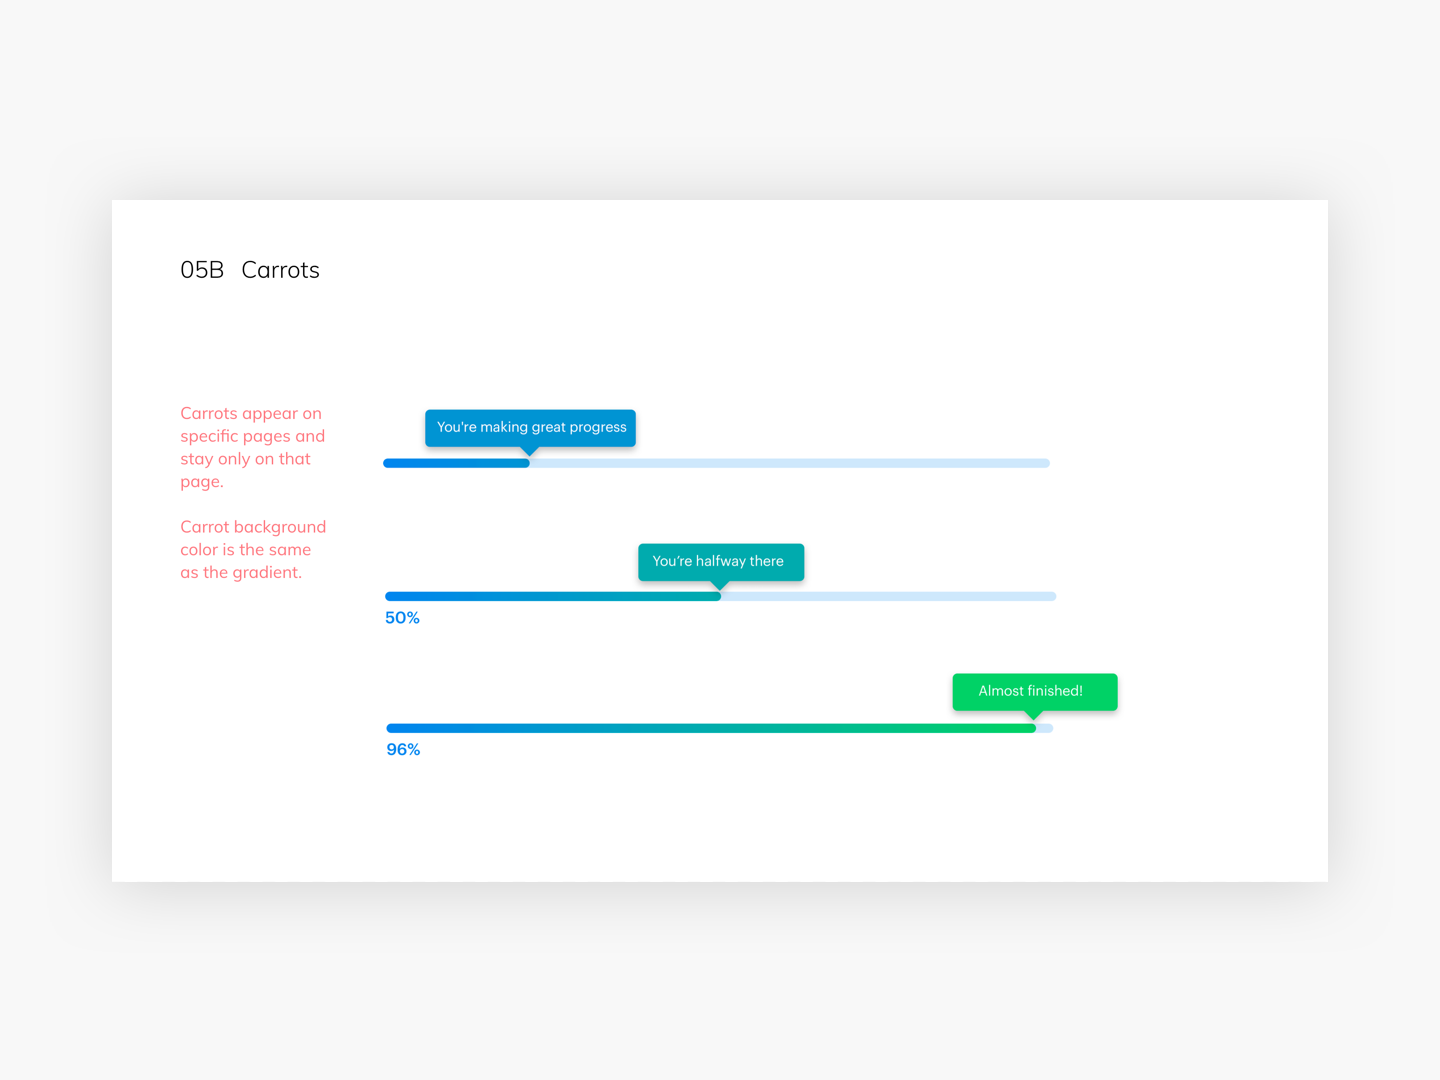 05B Carrots
Carrots appear on
specific pages and
stay only on that
page.
Carrot background
color is the same
as the gradient.
You're making great progress
You’re halfway there
50%
Almost finished!
96%